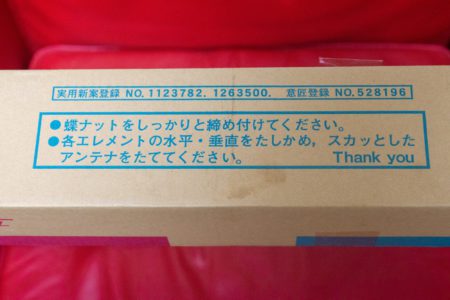 実用新案登録 NO. 1123782. 1263500. 意匠登録 NO. 528196
●蝶ナットをしっかりと締め付けてください。
●各エレメントの水平・垂直をたしかめ，スカッとした
アンテナをたててください。 Thank you